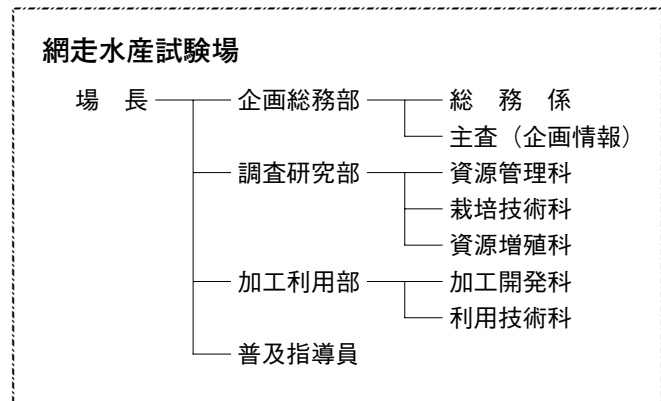 網走水産試験場
場　長 企画総務部 総　務　係
主査（企画情報）
調査研究部 資源管理科
栽培技術科
資源増殖科
加工利用部 加工開発科
利用技術科
普及指導員